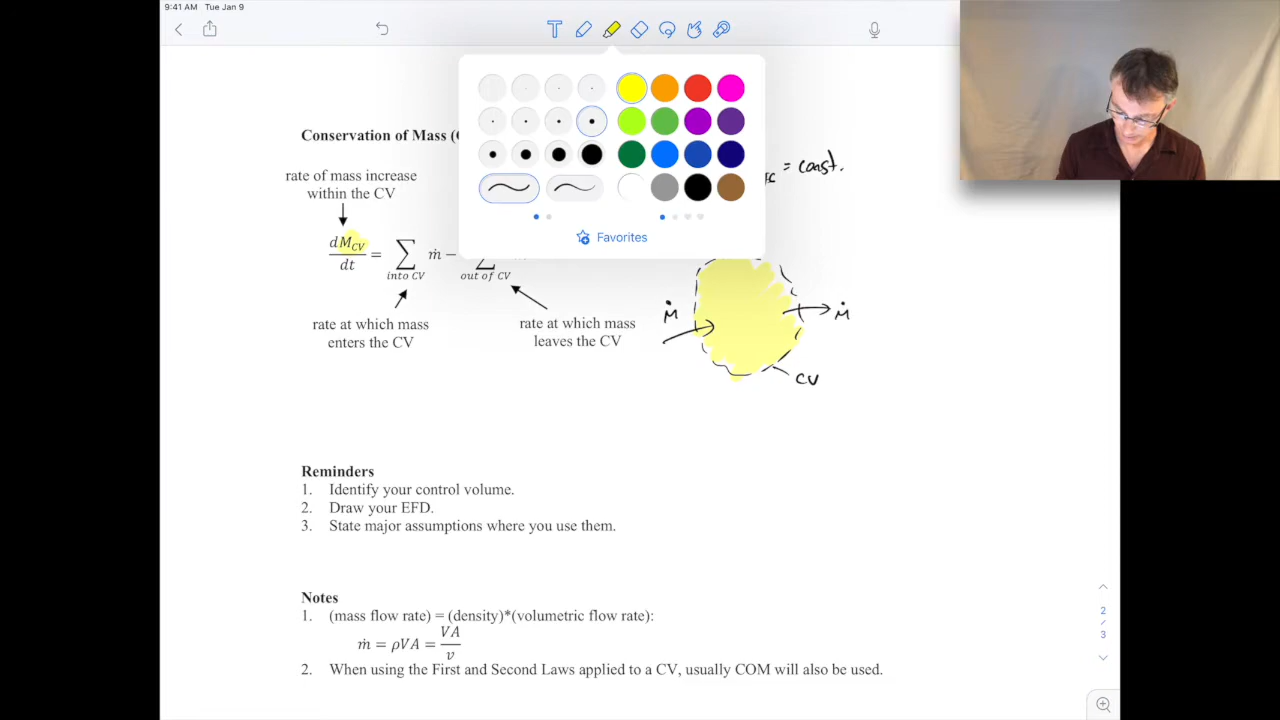 9:41 AM Tue Jan 9
Favorites
Conservation of Mass (
= const.
rate of mass increase
within the CV
dM_CV/dt = ∑ ṁ − ∑
into CV
out of CV
rate at which mass
enters the CV
rate at which mass
leaves the CV
ṁ
ṁ
CV
Reminders
1. Identify your control volume.
2. Draw your EFD.
3. State major assumptions where you use them.
Notes
1. (mass flow rate) = (density)*(volumetric flow rate):
ṁ = ρVA = VA/v
2. When using the First and Second Laws applied to a CV, usually COM will also be used.
2
/
3